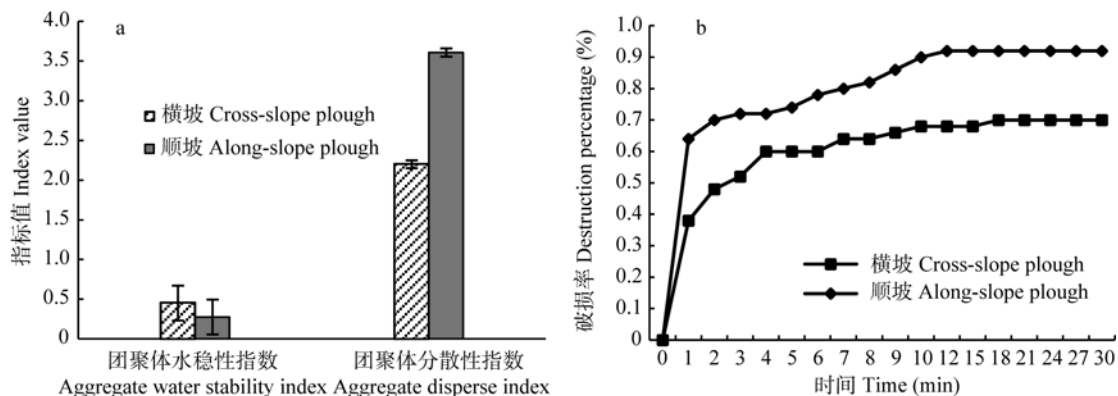 a
4.0
3.5
3.0
2.5
2.0
1.5
1.0
0.5
0
指标值 Index value
横坡 Cross-slope plough
顺坡 Along-slope plough
团聚体水稳性指数 团聚体分散性指数
Aggregate water stability index Aggregate disperse index
b
1.0
0.9
0.8
0.7
0.6
0.5
0.4
0.3
0.2
0.1
0
破损率 Destruction percentage (%)
横坡 Cross-slope plough
顺坡 Along-slope plough
0 1 2 3 4 5 6 7 8 9 10 12 15 18 21 24 27 30
时间 Time (min)